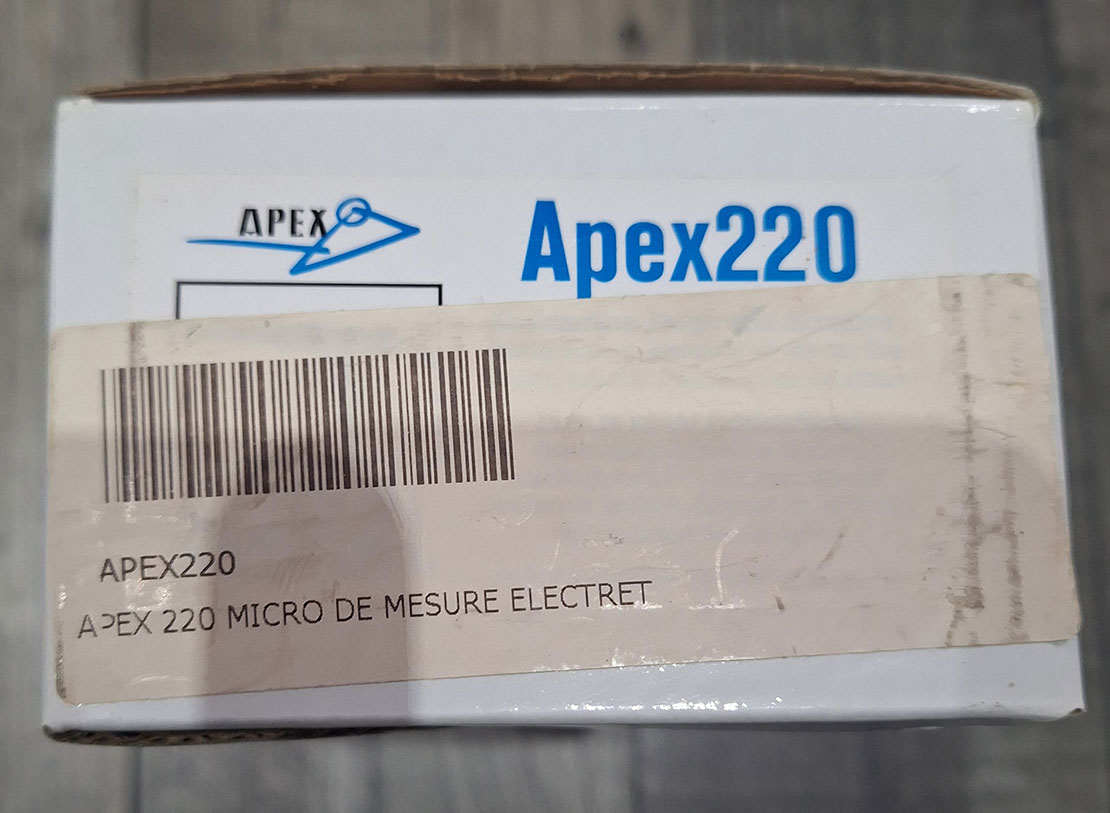 APEX
Apex220
APEX220
APEX 220 MICRO DE MESURE ELECTRET